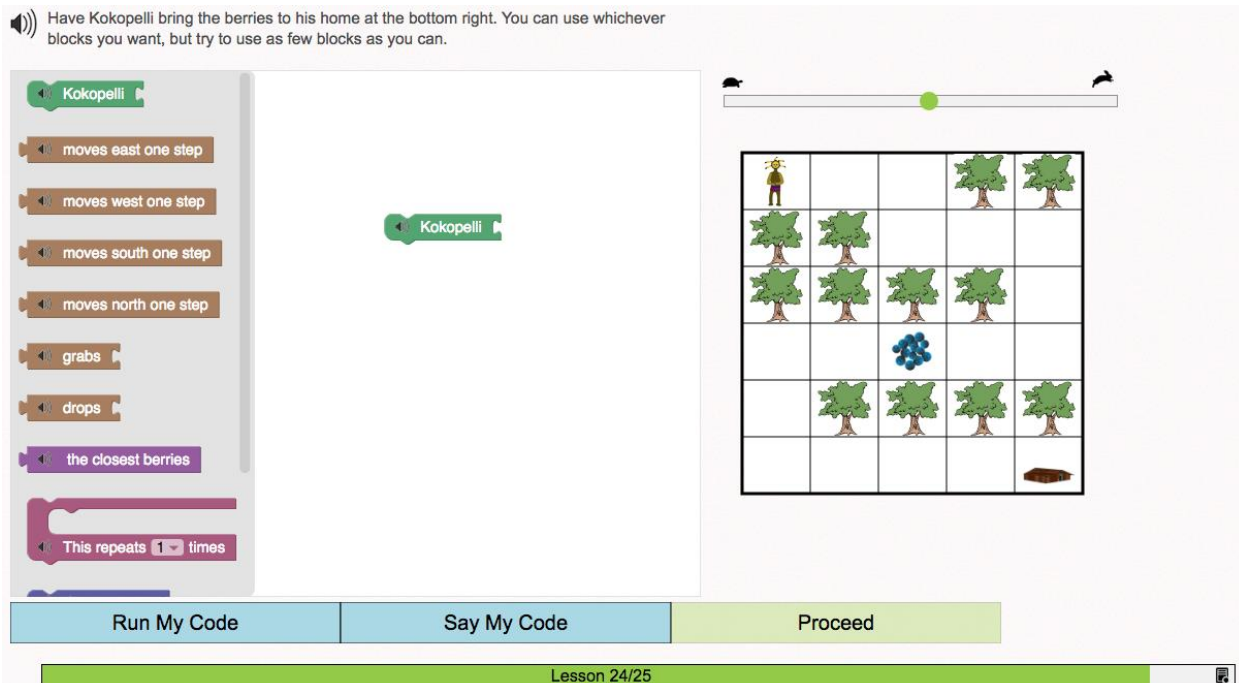 Have Kokopelli bring the berries to his home at the bottom right. You can use whichever
blocks you want, but try to use as few blocks as you can.
Kokopelli
moves east one step
moves west one step
moves south one step
moves north one step
grabs
drops
the closest berries
This repeats 1 times
Kokopelli
Run My Code
Say My Code
Proceed
Lesson 24/25